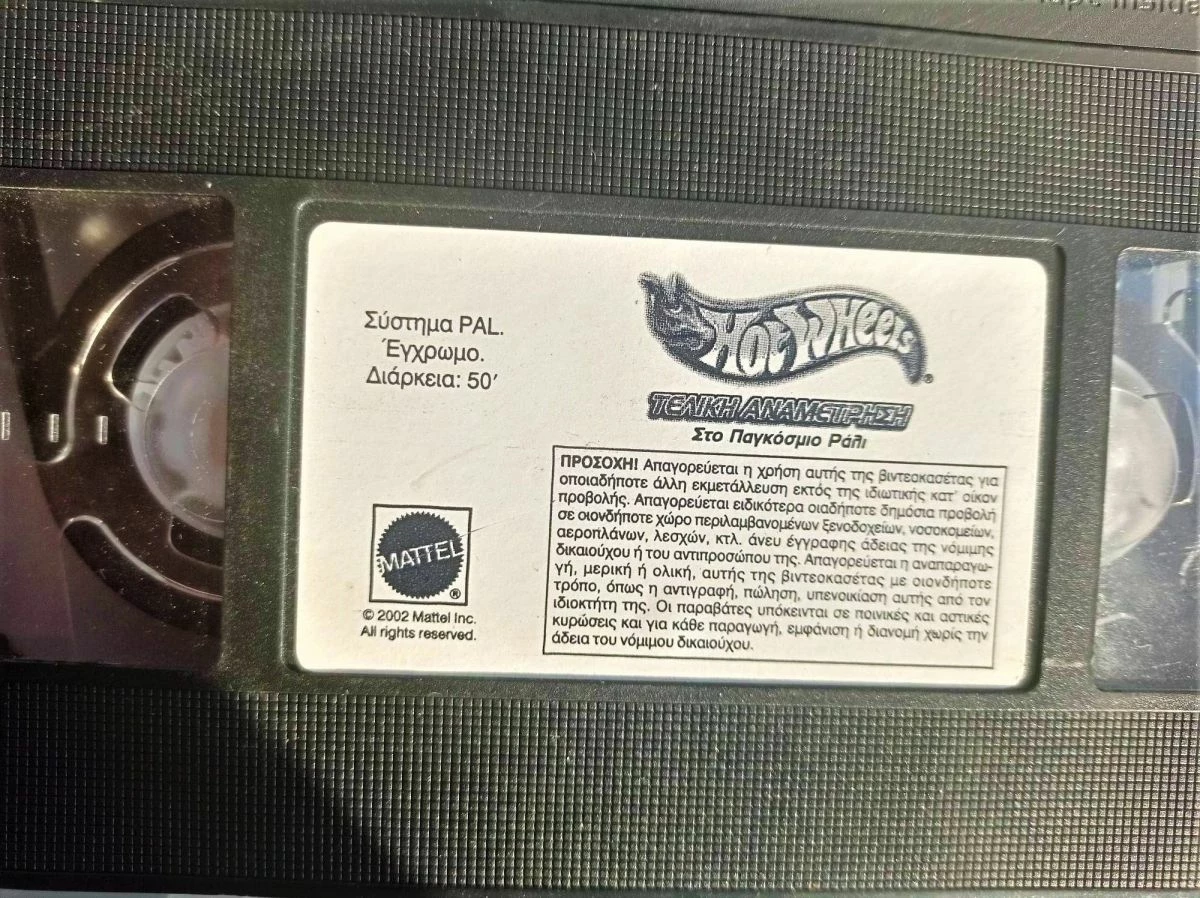 Tape inside
Σύστημα PAL.
Έγχρωμο.
Διάρκεια: 50'
Hot Wheels®
ΤΕΛΙΚΗ ΑΝΑΜΕΤΡΗΣΗ
Στο Παγκόσμιο Ράλι
ΠΡΟΣΟΧΗ! Απαγορεύεται η χρήση αυτής της βιντεοκασέτας για
οποιαδήποτε άλλη εκμετάλλευση εκτός της ιδιωτικής κατ' οίκον
προβολής. Απαγορεύεται ειδικότερα οιαδήποτε δημόσια προβολή
σε οιονδήποτε χώρο περιλαμβανομένων ξενοδοχείων, νοσοκομείων,
αεροπλάνων, λεσχών, κτλ. άνευ έγγραφης άδειας της νόμιμης
δικαιούχου ή του αντιπροσώπου της. Απαγορεύεται η αναπαραγω-
γή, μερική ή ολική, αυτής της βιντεοκασέτας με οιονδήποτε
τρόπο, όπως η αντιγραφή, πώληση, υπενοικίαση αυτής από τον
ιδιοκτήτη της. Οι παραβάτες υπόκεινται σε ποινικές και αστικές
κυρώσεις και για κάθε παραγωγή, εμφάνιση ή διανομή χωρίς την
άδεια του νόμιμου δικαιούχου.
MATTEL®
© 2002 Mattel Inc.
All rights reserved.